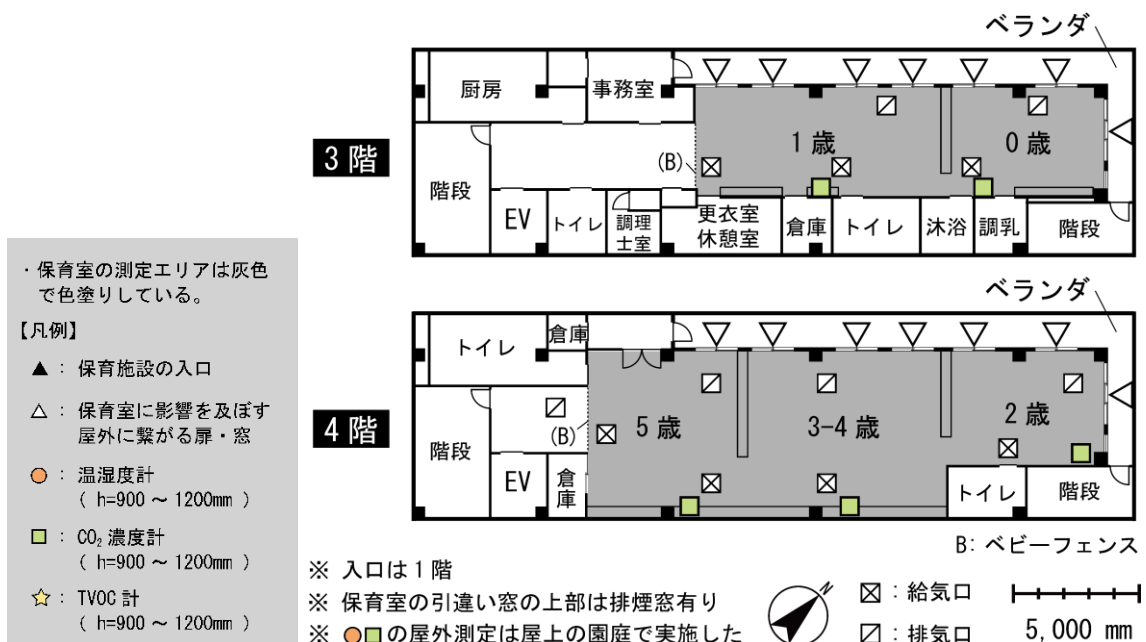 ベランダ
厨房
事務室
3階
1歳
0歳
(B)
階段
EV
トイレ
調理
士室
更衣室
休憩室
倉庫
トイレ
沐浴
調乳
階段
ベランダ
倉庫
トイレ
4階
(B)
5歳
3-4歳
2歳
階段
EV
倉庫
トイレ
階段
B: ベビーフェンス
・保育室の測定エリアは灰色
で色塗りしている。
【凡例】
▲ : 保育施設の入口
△ : 保育室に影響を及ぼす
屋外に繋がる扉・窓
: 温湿度計
( h=900 ~ 1200mm )
: CO₂ 濃度計
( h=900 ~ 1200mm )
☆ : TVOC 計
( h=900 ~ 1200mm )
※ 入口は1階
※ 保育室の引違い窓の上部は排煙窓有り
※ の屋外測定は屋上の園庭で実施した
N
: 給気口
: 排気口
5,000 mm